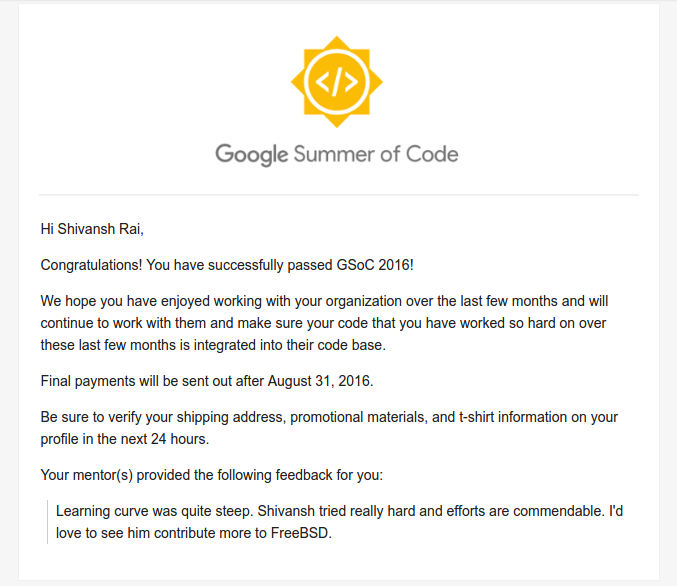 </>
Google Summer of Code
Hi Shivansh Rai,
Congratulations! You have successfully passed GSoC 2016!
We hope you have enjoyed working with your organization over the last few months and will
continue to work with them and make sure your code that you have worked so hard on over
these last few months is integrated into their code base.
Final payments will be sent out after August 31, 2016.
Be sure to verify your shipping address, promotional materials, and t-shirt information on your
profile in the next 24 hours.
Your mentor(s) provided the following feedback for you:
Learning curve was quite steep. Shivansh tried really hard and efforts are commendable. I'd
love to see him contribute more to FreeBSD.